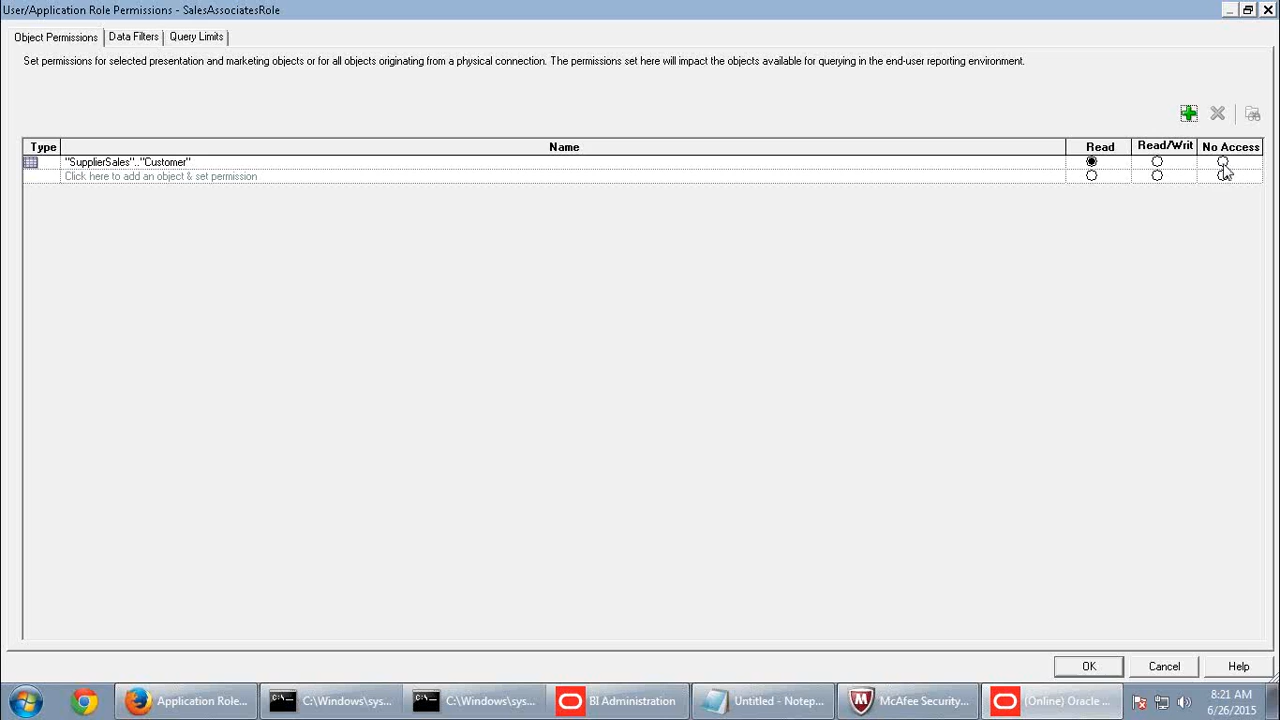 User/Application Role Permissions - SalesAssociatesRole
Object Permissions Data Filters Query Limits
Set permissions for selected presentation and marketing objects or for all objects originating from a physical connection. The permissions set here will impact the objects available for querying in the end-user reporting environment.
Type Name Read Read/Writ No Access
"SupplierSales".."Customer"
Click here to add an object & set permission
OK Cancel Help
Application Role... C:\Windows\sys... C:\Windows\sys... BI Administration Untitled - Notep... McAfee Security... (Online) Oracle ... 8:21 AM
6/26/2015